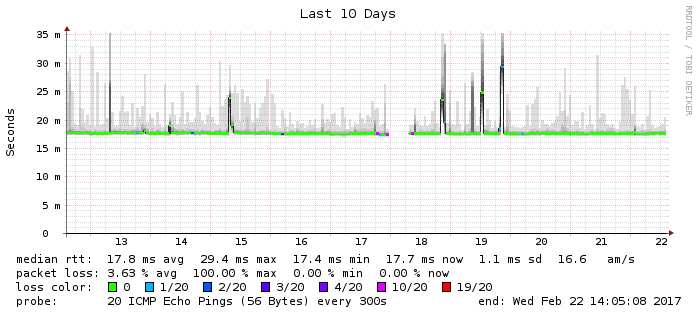 Last 10 Days
RRDTOOL / TOBI OETIKER
Seconds
35 m
30 m
25 m
20 m
15 m
10 m
5 m
0
13 14 15 16 17 18 19 20 21 22
median rtt: 17.8 ms avg 29.4 ms max 17.4 ms min 17.7 ms now 1.1 ms sd 16.6 am/s
packet loss: 3.63 % avg 100.00 % max 0.00 % min 0.00 % now
loss color: 0 1/20 2/20 3/20 4/20 10/20 19/20
probe: 20 ICMP Echo Pings (56 Bytes) every 300s end: Wed Feb 22 14:05:08 2017